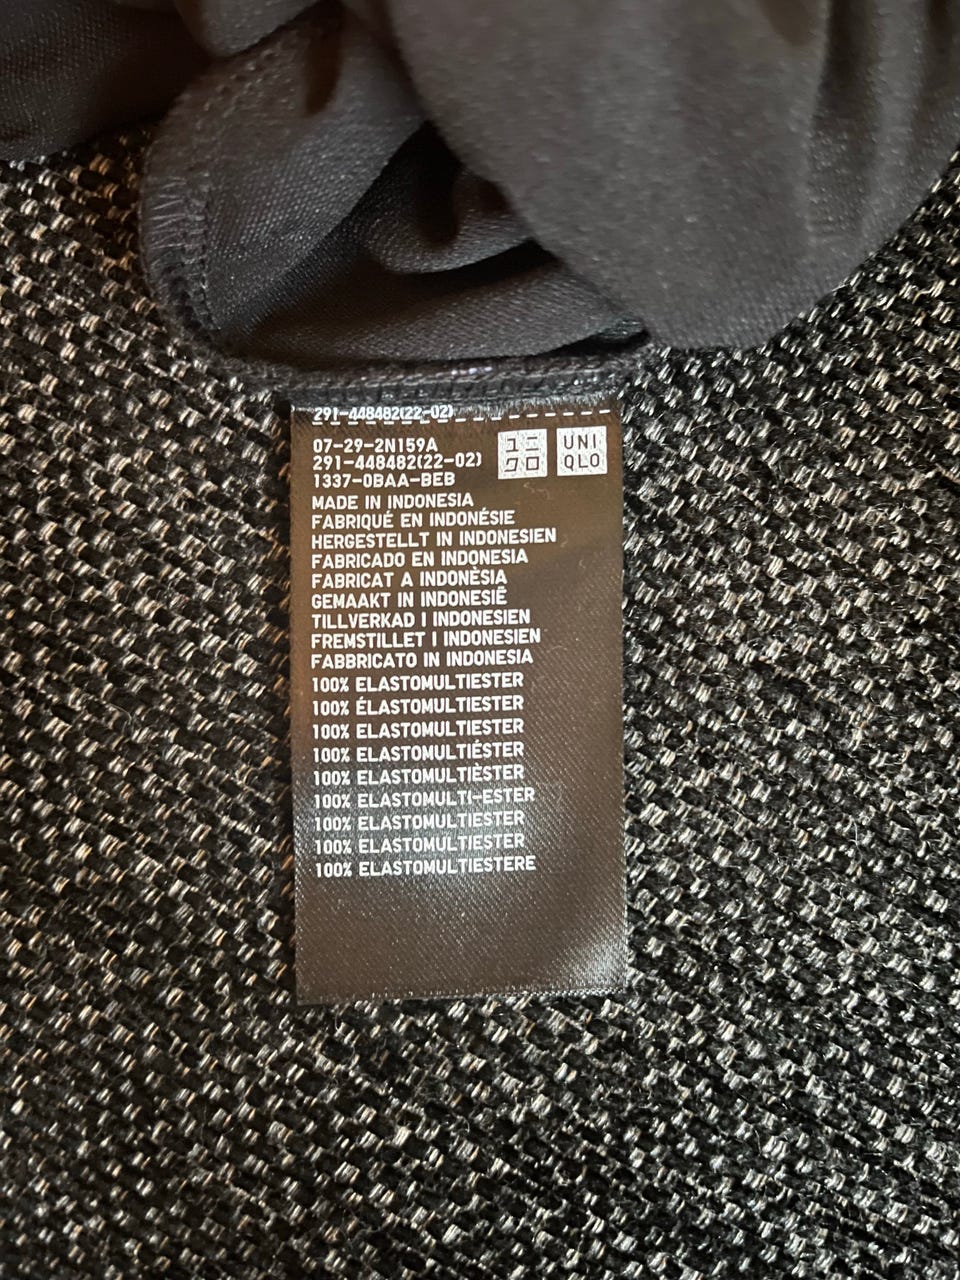 291-448482(22-02)
07-29-2N159A
291-448482(22-02)
1337-0BAA-BEB
ユニ
クロ
UNI
QLO
MADE IN INDONESIA
FABRIQUÉ EN INDONÉSIE
HERGESTELLT IN INDONESIEN
FABRICADO EN INDONESIA
FABRICAT A INDONÈSIA
GEMAAKT IN INDONESIË
TILLVERKAD I INDONESIEN
FREMSTILLET I INDONESIEN
FABBRICATO IN INDONESIA
100% ELASTOMULTIESTER
100% ÉLASTOMULTIESTER
100% ELASTOMULTIESTER
100% ELASTOMULTIÉSTER
100% ELASTOMULTIÈSTER
100% ELASTOMULTI-ESTER
100% ELASTOMULTIESTER
100% ELASTOMULTIESTER
100% ELASTOMULTIESTERE